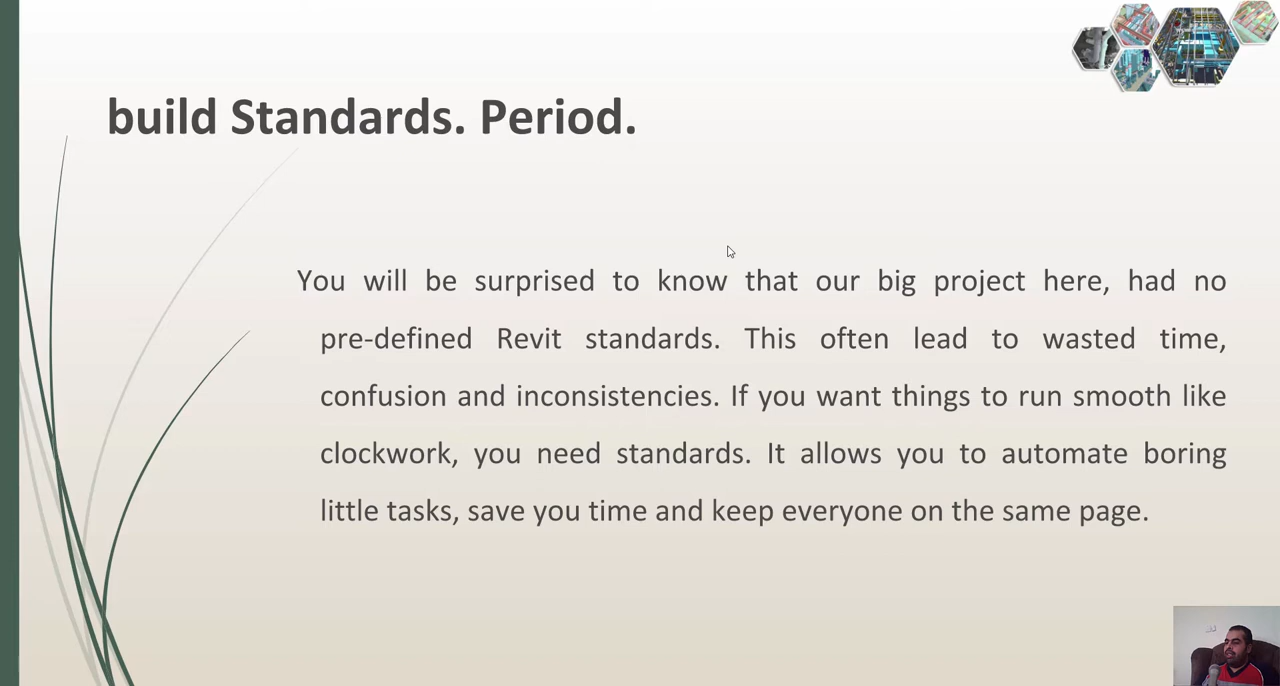 build Standards. Period.
You will be surprised to know that our big project here, had no
pre-defined Revit standards. This often lead to wasted time,
confusion and inconsistencies. If you want things to run smooth like
clockwork, you need standards. It allows you to automate boring
little tasks, save you time and keep everyone on the same page.